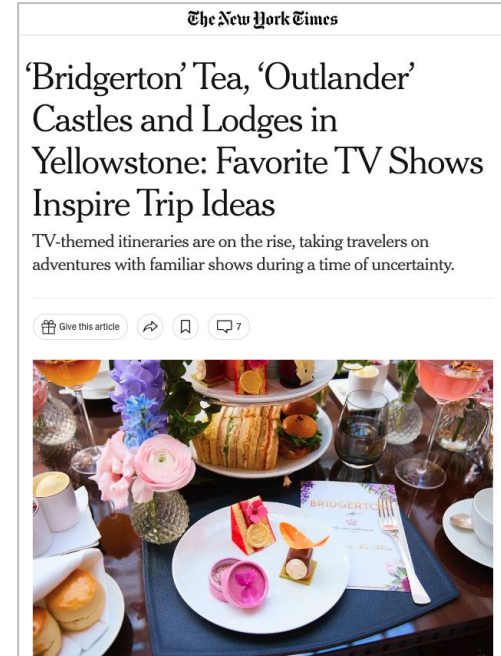 The New York Times
‘Bridgerton’ Tea, ‘Outlander’
Castles and Lodges in
Yellowstone: Favorite TV Shows
Inspire Trip Ideas
TV-themed itineraries are on the rise, taking travelers on
adventures with familiar shows during a time of uncertainty.
Give this article
7
BRIDGERTO